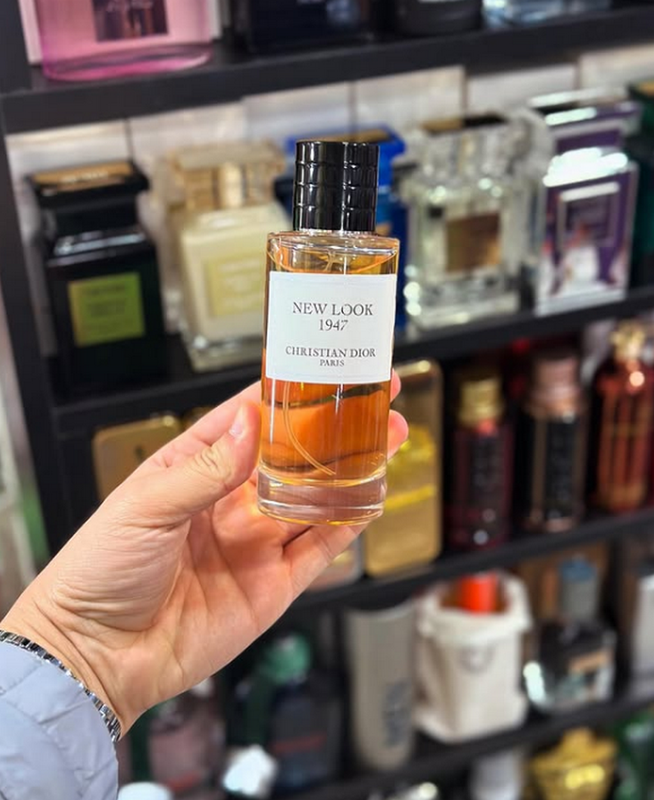 NEW LOOK
1947
CHRISTIAN DIOR
PARIS